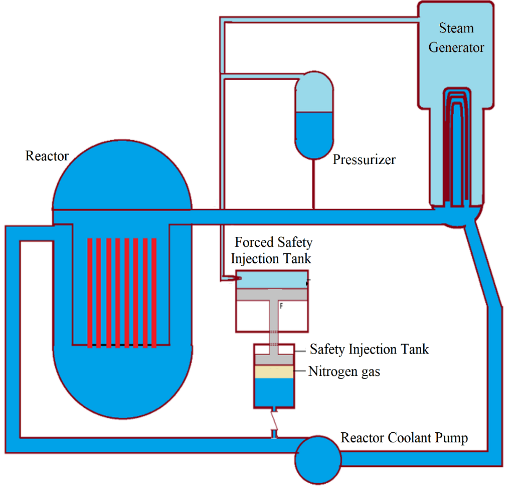 Steam
Generator
Reactor
Pressurizer
Forced Safety
Injection Tank
F
Safety Injection Tank
Nitrogen gas
Reactor Coolant Pump